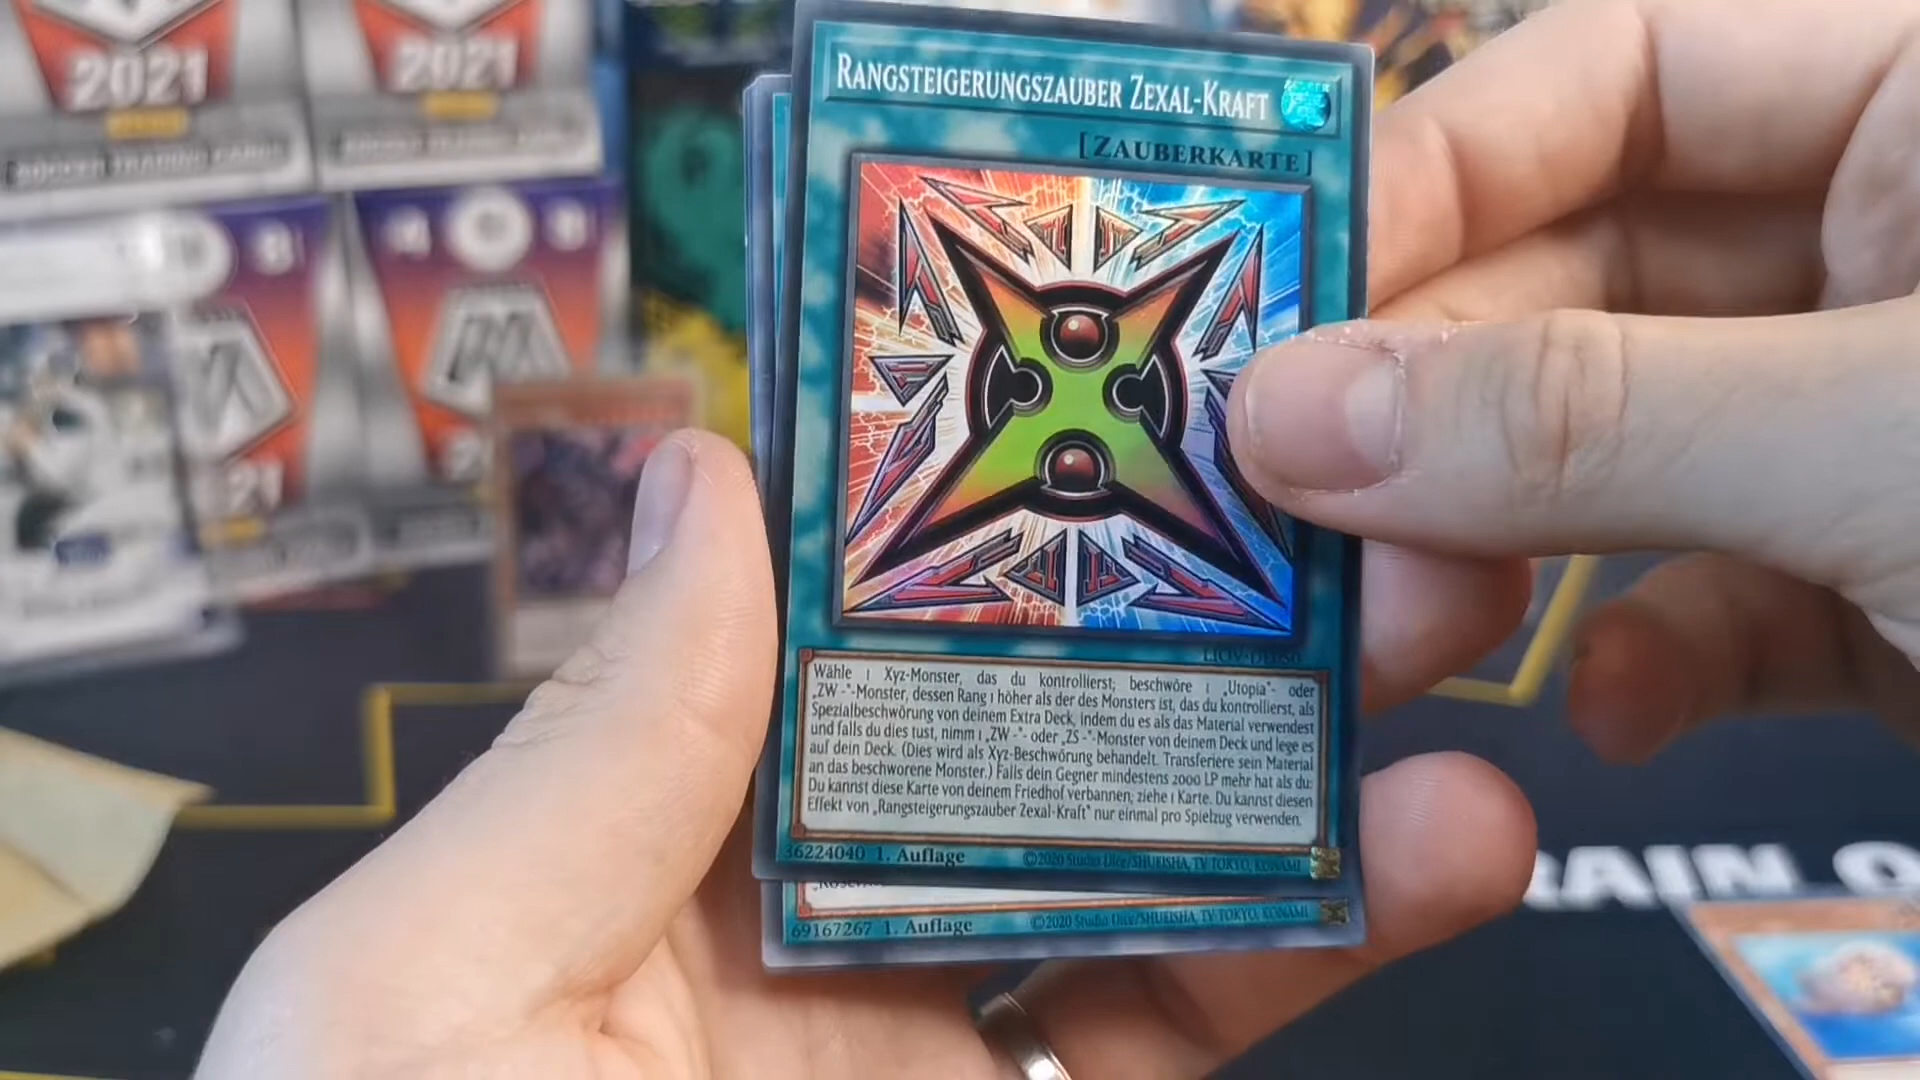 2021
2021
SOCCER TRADING CARDS
21
RANGSTEIGERUNGSZAUBER ZEXAL-KRAFT
[ZAUBERKARTE]
Wähle 1 Xyz-Monster, das du kontrollierst; beschwöre 1 „Utopia“- oder
„ZW -“-Monster, dessen Rang 1 höher als der des Monsters ist, das du kontrollierst, als
Spezialbeschwörung von deinem Extra Deck, indem du es als das Material verwendest
und falls du dies tust, nimm 1 „ZW -“- oder „ZS -“-Monster von deinem Deck und lege es
auf dein Deck. (Dies wird als Xyz-Beschwörung behandelt. Transferiere sein Material
an das beschworene Monster.) Falls dein Gegner mindestens 2000 LP mehr hat als du:
Du kannst diese Karte von deinem Friedhof verbannen; ziehe 1 Karte. Du kannst diesen
Effekt von „Rangsteigerungszauber Zexal-Kraft“ nur einmal pro Spielzug verwenden.
36224040 1. Auflage ©2020 Studio Dice/SHUEISHA, TV TOKYO, KONAMI
69167267 1. Auflage ©2020 Studio Dice/SHUEISHA, TV TOKYO, KONAMI
RAIN O